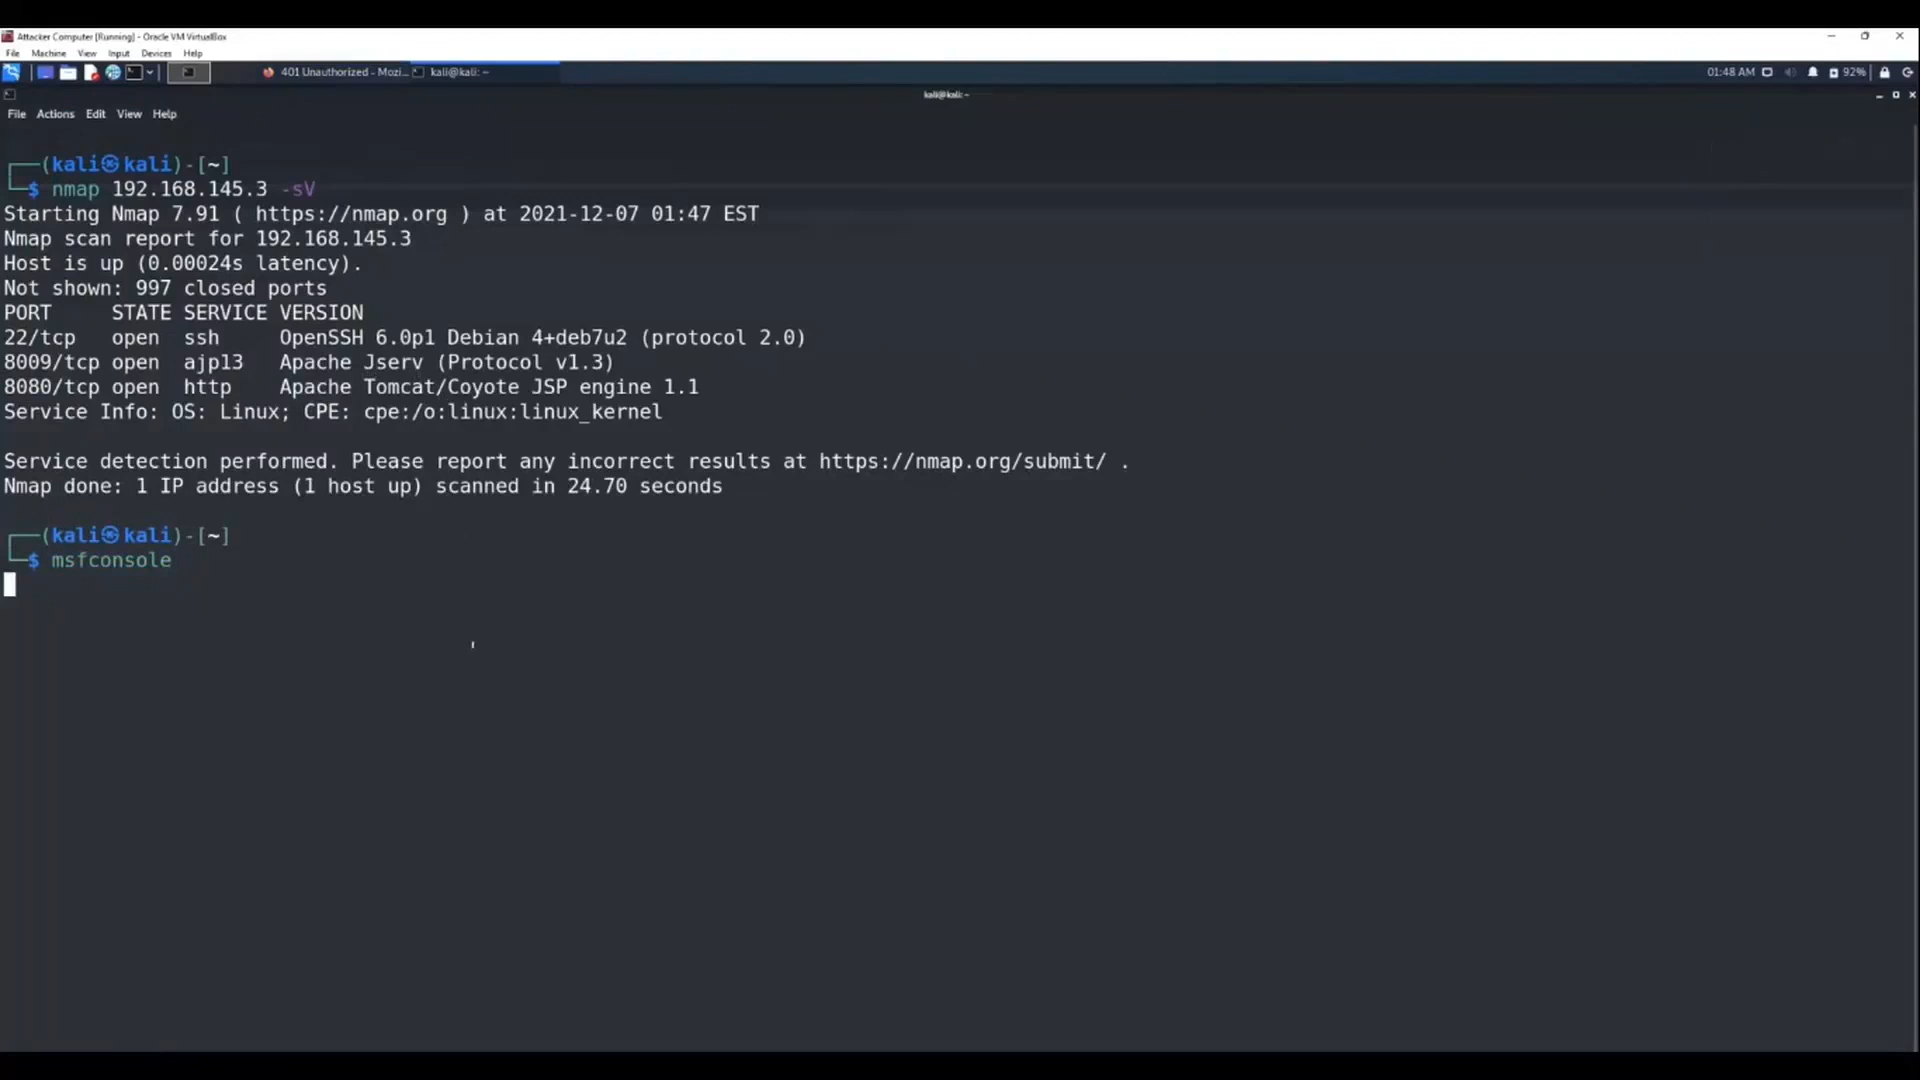 Attacker Computer [Running] - Oracle VM VirtualBox
File Machine View Input Devices Help
401 Unauthorized - Mozi... kali@kali: ~ 01:48 AM 92%
kali@kali: ~
File Actions Edit View Help
(kali㉿kali)-[~]
$ nmap 192.168.145.3 -sV
Starting Nmap 7.91 ( https://nmap.org ) at 2021-12-07 01:47 EST
Nmap scan report for 192.168.145.3
Host is up (0.00024s latency).
Not shown: 997 closed ports
PORT     STATE SERVICE VERSION
22/tcp   open  ssh     OpenSSH 6.0p1 Debian 4+deb7u2 (protocol 2.0)
8009/tcp open  ajp13   Apache Jserv (Protocol v1.3)
8080/tcp open  http    Apache Tomcat/Coyote JSP engine 1.1
Service Info: OS: Linux; CPE: cpe:/o:linux:linux_kernel
Service detection performed. Please report any incorrect results at https://nmap.org/submit/ .
Nmap done: 1 IP address (1 host up) scanned in 24.70 seconds
(kali㉿kali)-[~]
$ msfconsole